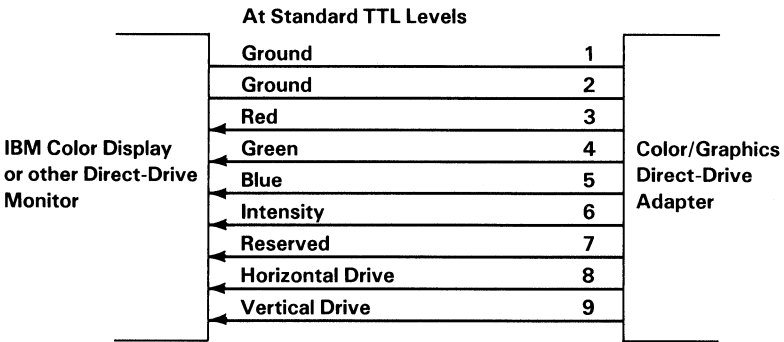 At Standard TTL Levels
Ground 1
Ground 2
Red 3
Green 4
Blue 5
Intensity 6
Reserved 7
Horizontal Drive 8
Vertical Drive 9
IBM Color Display
or other Direct-Drive
Monitor
Color/Graphics
Direct-Drive
Adapter